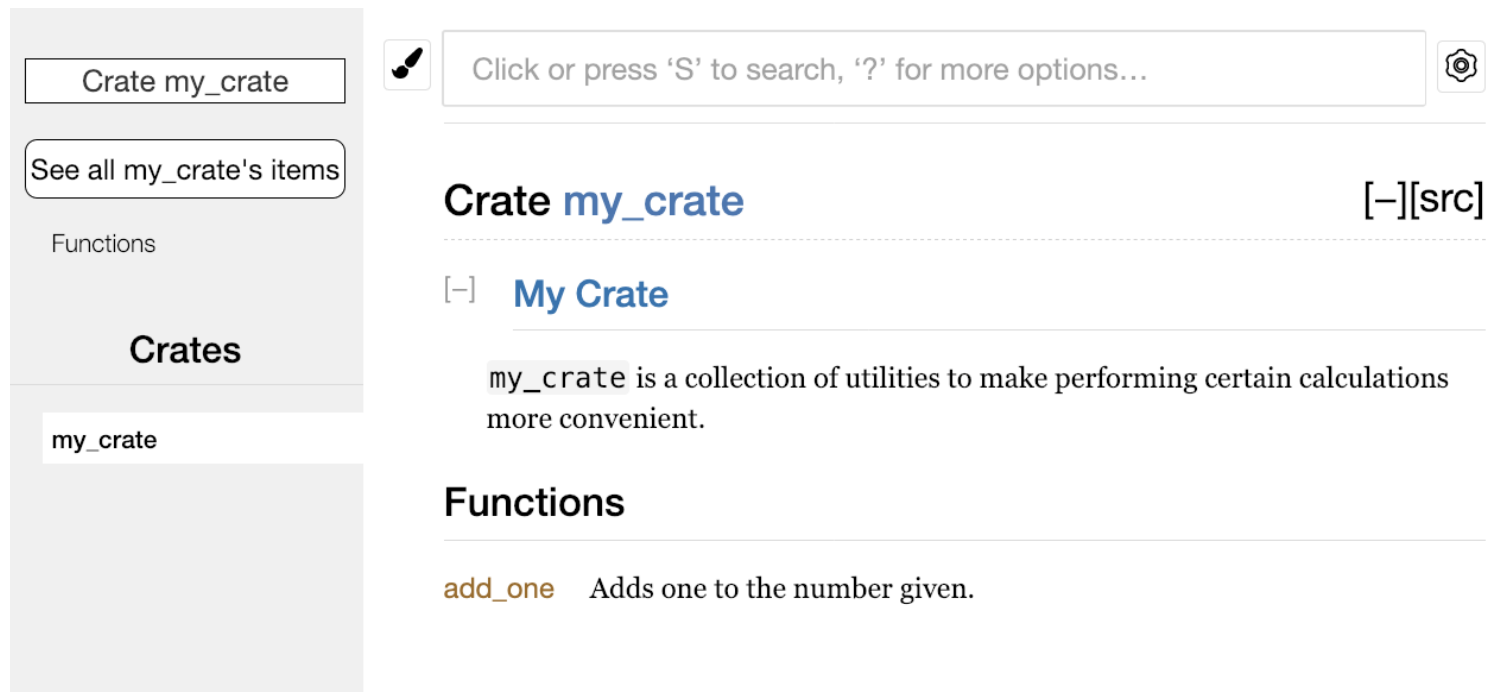 Crate my_crate
See all my_crate's items
Functions
Crates
my_crate
Click or press ‘S’ to search, ‘?’ for more options…
Crate my_crate
[−][src]
[−]
My Crate
my_crate is a collection of utilities to make performing certain calculations
more convenient.
Functions
add_one Adds one to the number given.